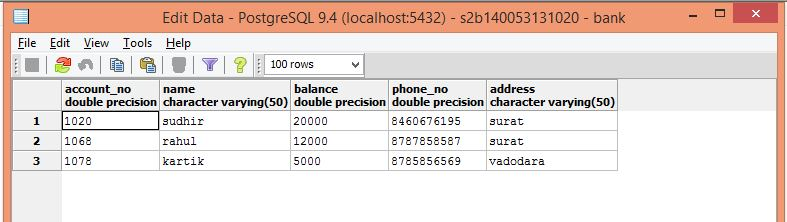 Edit Data - PostgreSQL 9.4 (localhost:5432) - s2b140053131020 - bank
File Edit View Tools Help
100 rows
account_no name balance phone_no address
double precision character varying(50) double precision double precision character varying(50)
1 1020 sudhir 20000 8460676195 surat
2 1068 rahul 12000 8787858587 surat
3 1078 kartik 5000 8785856569 vadodara